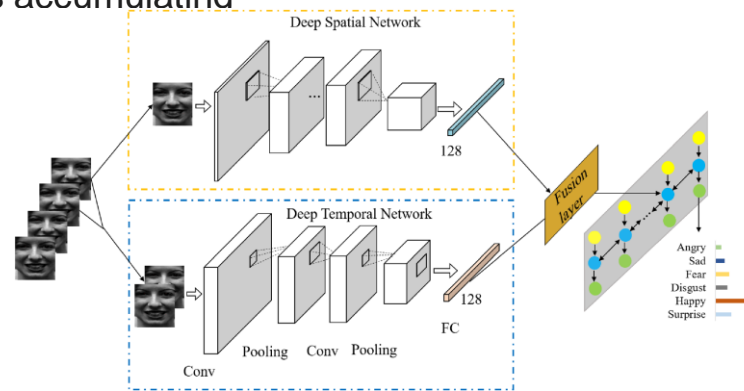 s accumulating
Deep Spatial Network
128
Deep Temporal Network
128
FC
Pooling
Conv
Pooling
Conv
Fusion
layer
Angry
Sad
Fear
Disgust
Happy
Surprise